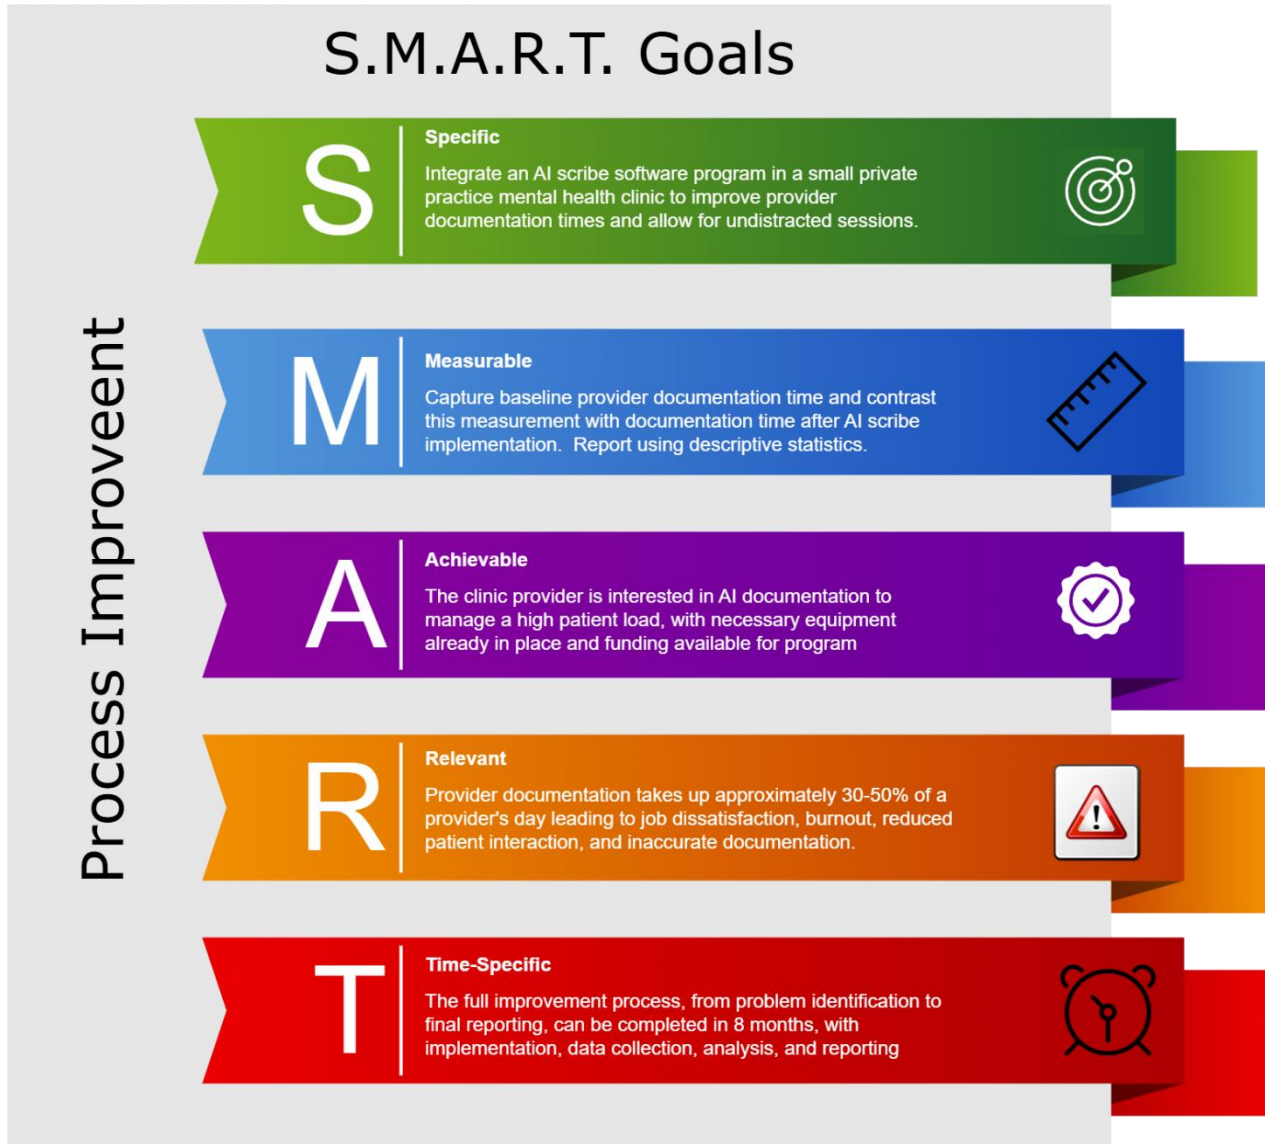 S.M.A.R.T. Goals
Process Improveent
S
Specific
Integrate an AI scribe software program in a small private
practice mental health clinic to improve provider
documentation times and allow for undistracted sessions.
M
Measurable
Capture baseline provider documentation time and contrast
this measurement with documentation time after AI scribe
implementation.  Report using descriptive statistics.
A
Achievable
The clinic provider is interested in AI documentation to
manage a high patient load, with necessary equipment
already in place and funding available for program
R
Relevant
Provider documentation takes up approximately 30-50% of a
provider's day leading to job dissatisfaction, burnout, reduced
patient interaction, and inaccurate documentation.
T
Time-Specific
The full improvement process, from problem identification to
final reporting, can be completed in 8 months, with
implementation, data collection, analysis, and reporting